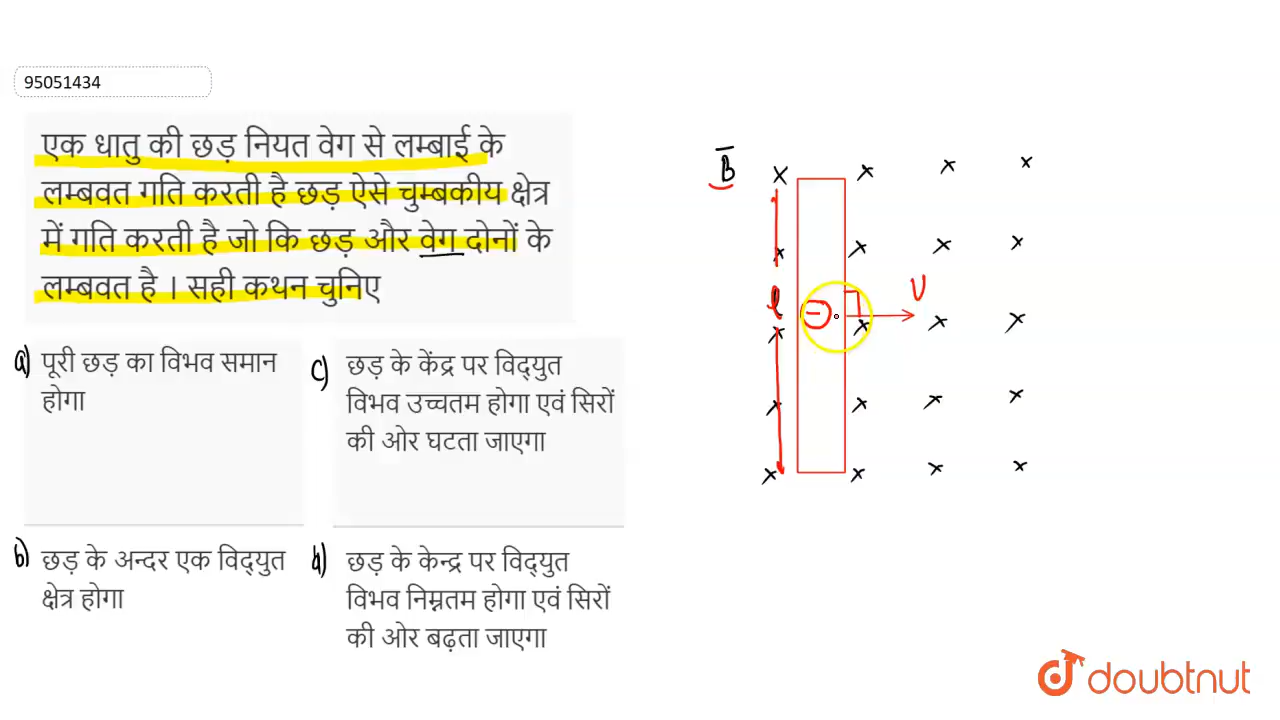 95051434
एक धातु की छड़ नियत वेग से लम्बाई के
लम्बवत गति करती है छड़ ऐसे चुम्बकीय क्षेत्र
में गति करती है जो कि छड़ और वेग दोनों के
लम्बवत है । सही कथन चुनिए
a) पूरी छड़ का विभव समान
होगा
b) छड़ के अन्दर एक विद्युत
क्षेत्र होगा
c) छड़ के केंद्र पर विद्युत
विभव उच्चतम होगा एवं सिरों
की ओर घटता जाएगा
d) छड़ के केन्द्र पर विद्युत
विभव निम्नतम होगा एवं सिरों
की ओर बढ़ता जाएगा
B
x x x x
x x x
l − υ
x x x x
x x x x
x x x x
doubtnut